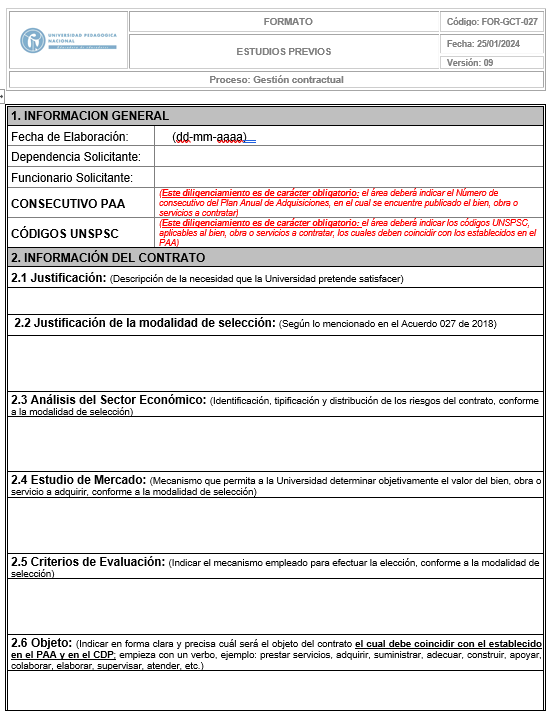 UNIVERSIDAD PEDAGÓGICA
NACIONAL
FORMATO
Código: FOR-GCT-027
ESTUDIOS PREVIOS
Fecha: 25/01/2024
Versión: 09
Proceso: Gestión contractual
1. INFORMACION GENERAL
Fecha de Elaboración:
(dd-mm-aaaa)
Dependencia Solicitante:
Funcionario Solicitante:
CONSECUTIVO PAA
(Este diligenciamiento es de carácter obligatorio: el área deberá indicar el Número de
consecutivo del Plan Anual de Adquisiciones, en el cual se encuentre publicado el bien, obra o
servicios a contratar)
CÓDIGOS UNSPSC
(Este diligenciamiento es de carácter obligatorio: el área deberá indicar los códigos UNSPSC,
aplicables al bien, obra o servicios a contratar, los cuales deben coincidir con los establecidos en el
PAA)
2. INFORMACIÓN DEL CONTRATO
2.1 Justificación: (Descripción de la necesidad que la Universidad pretende satisfacer)
2.2 Justificación de la modalidad de selección: (Según lo mencionado en el Acuerdo 027 de 2018)
2.3 Análisis del Sector Económico: (Identificación, tipificación y distribución de los riesgos del contrato, conforme
a la modalidad de selección)
2.4 Estudio de Mercado: (Mecanismo que permita a la Universidad determinar objetivamente el valor del bien, obra o
servicio a adquirir, conforme a la modalidad de selección)
2.5 Criterios de Evaluación: (Indicar el mecanismo empleado para efectuar la elección, conforme a la modalidad de
selección)
2.6 Objeto: (Indicar en forma clara y precisa cuál será el objeto del contrato el cual debe coincidir con el establecido
en el PAA y en el CDP; empieza con un verbo, ejemplo: prestar servicios, adquirir, suministrar, adecuar, construir, apoyar,
colaborar, elaborar, supervisar, atender, etc.)